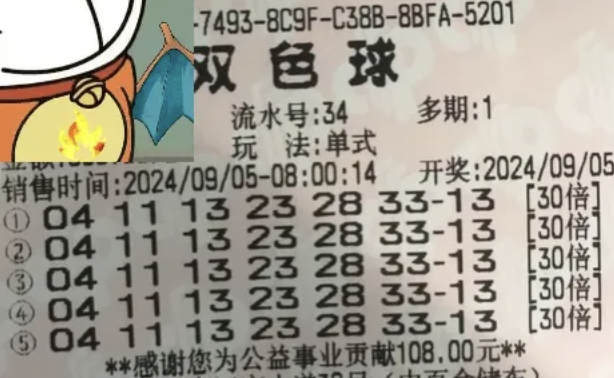 -7493-8C9F-C38B-8BFA-5201
双色球
流水号:34 多期:1
玩 法:单式
销售时间:2024/09/05-08:00:14 开奖:2024/09/05
① 04 11 13 23 28 33-13 [30倍]
② 04 11 13 23 28 33-13 [30倍]
③ 04 11 13 23 28 33-13 [30倍]
④ 04 11 13 23 28 33-13 [30倍]
⑤ 04 11 13 23 28 33-13 [30倍]
**感谢您为公益事业贡献108.00元**